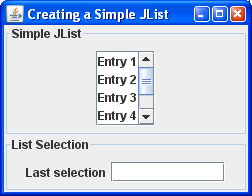 Creating a Simple JList
Simple JList
Entry 1
Entry 2
Entry 3
Entry 4
List Selection
Last selection